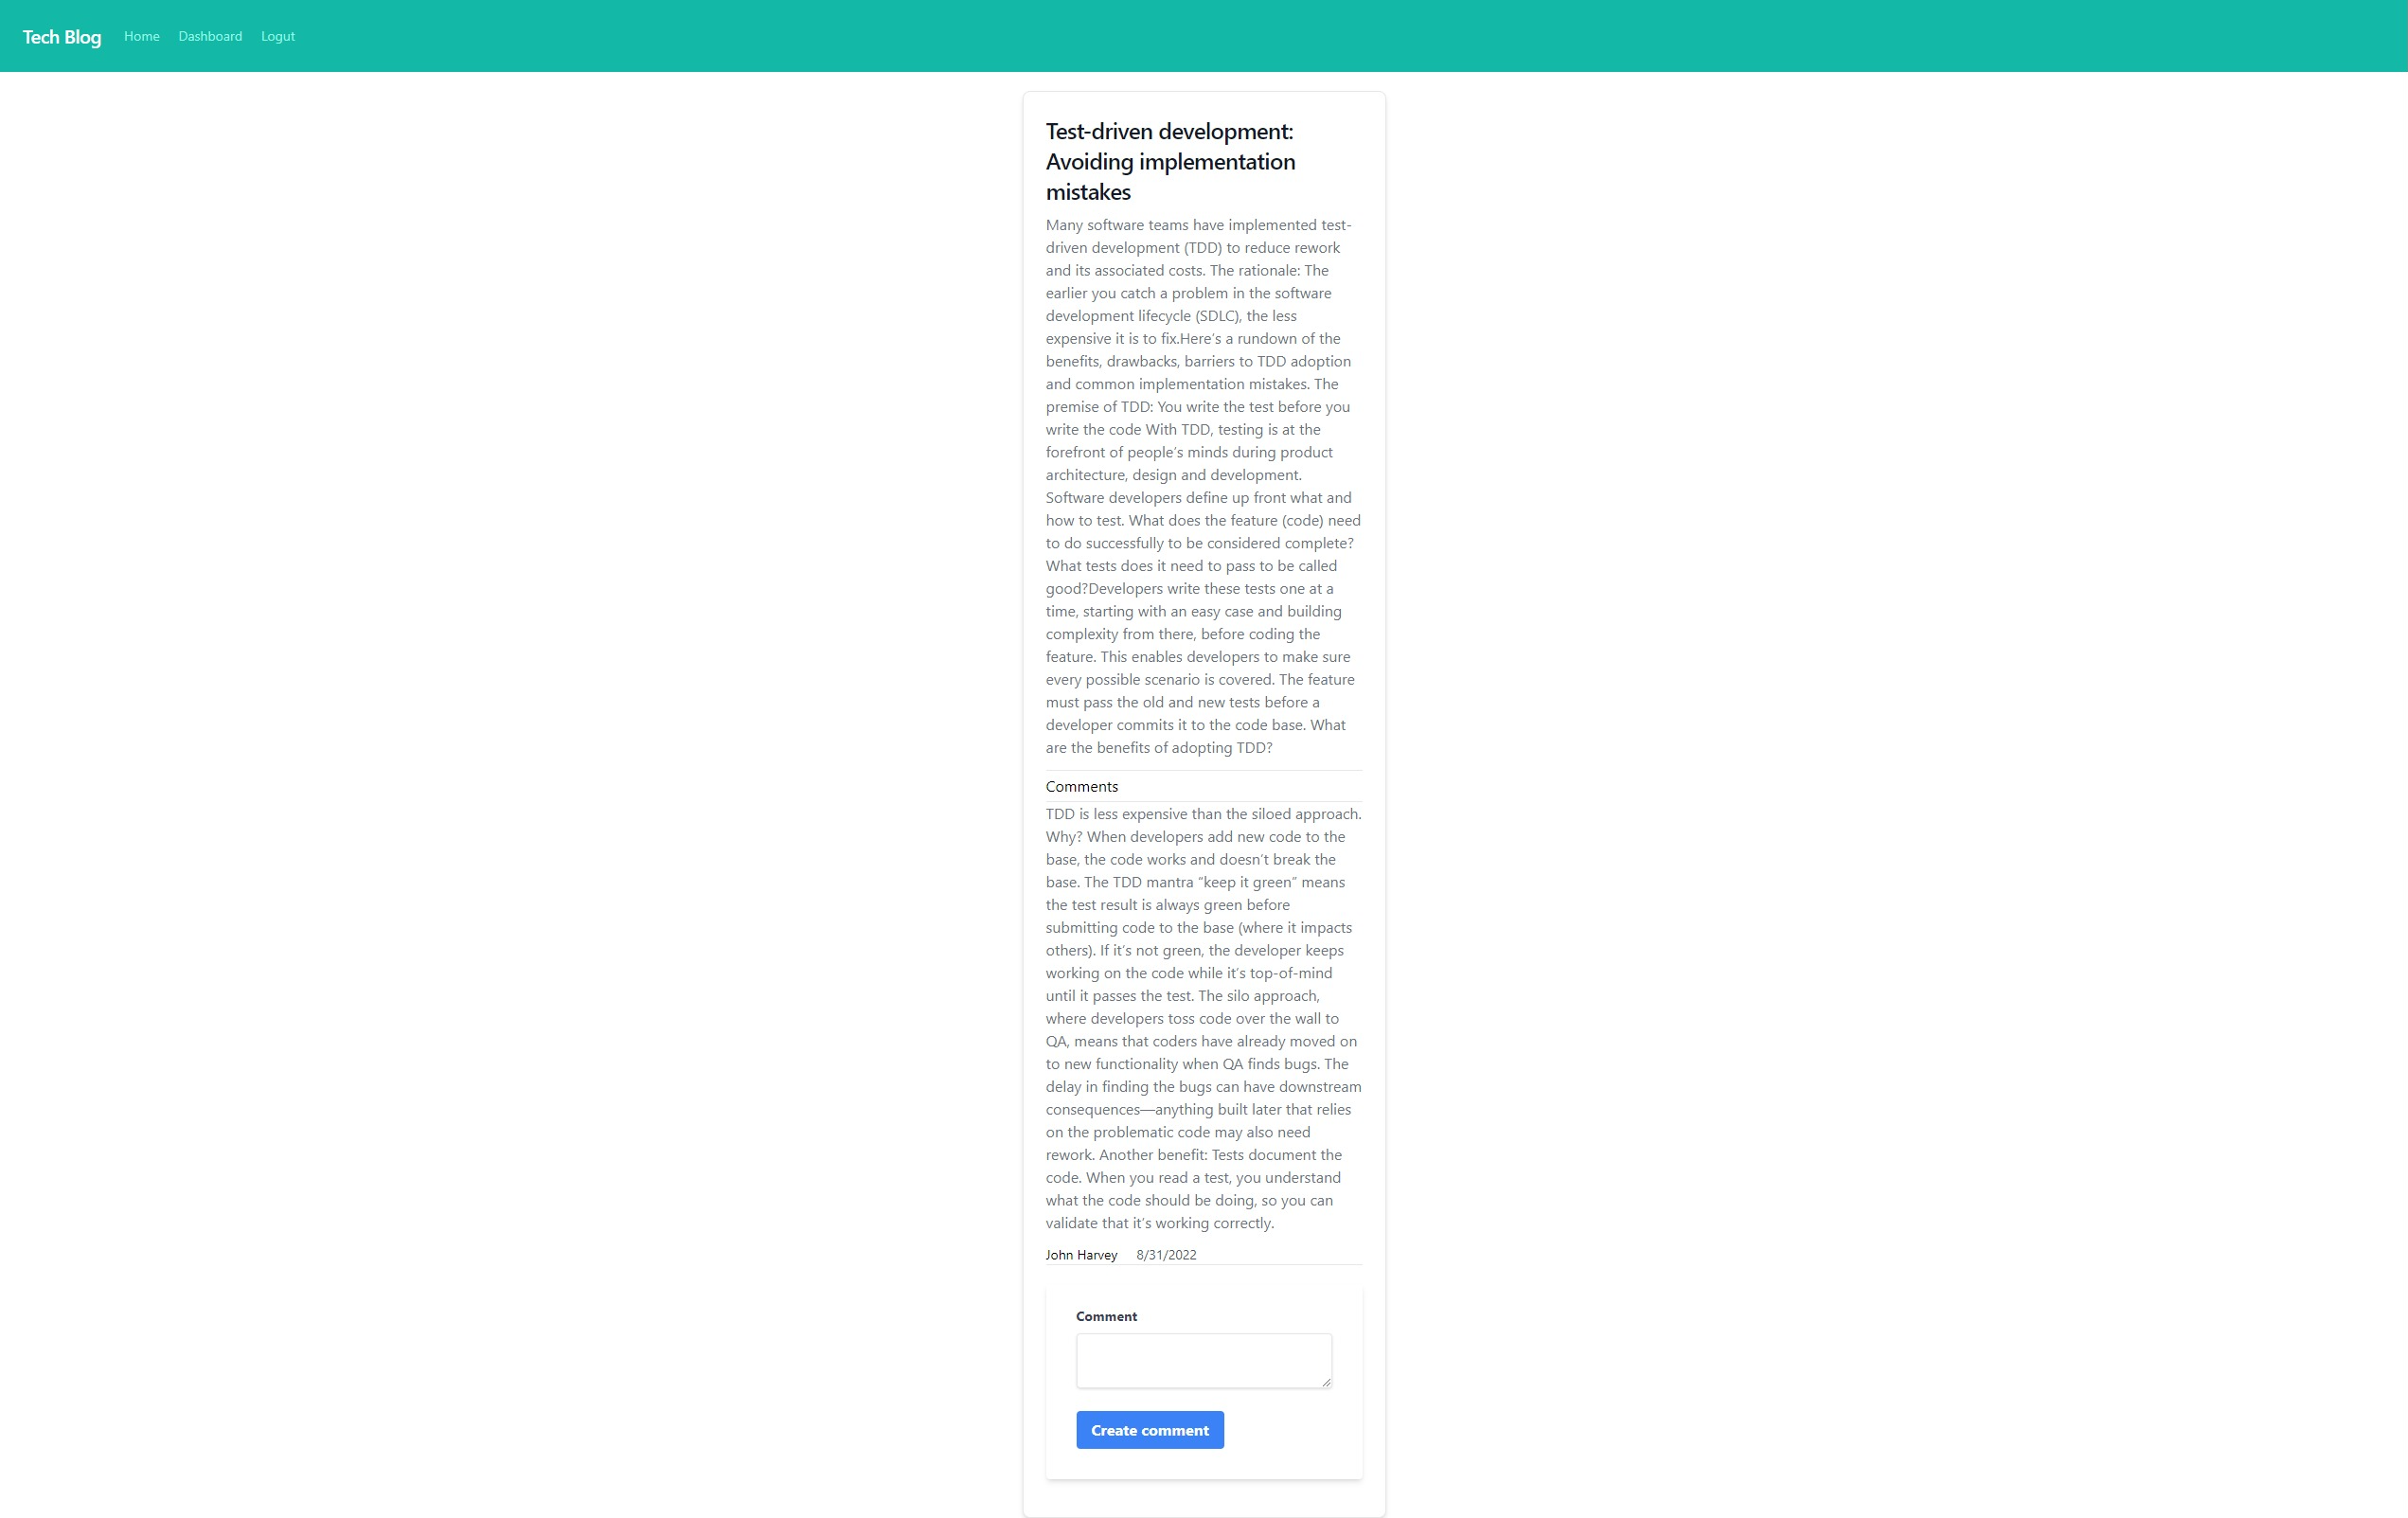 Tech Blog Home Dashboard Logut
Test-driven development:
Avoiding implementation
mistakes
Many software teams have implemented test-
driven development (TDD) to reduce rework
and its associated costs. The rationale: The
earlier you catch a problem in the software
development lifecycle (SDLC), the less
expensive it is to fix.Here's a rundown of the
benefits, drawbacks, barriers to TDD adoption
and common implementation mistakes. The
premise of TDD: You write the test before you
write the code With TDD, testing is at the
forefront of people's minds during product
architecture, design and development.
Software developers define up front what and
how to test. What does the feature (code) need
to do successfully to be considered complete?
What tests does it need to pass to be called
good?Developers write these tests one at a
time, starting with an easy case and building
complexity from there, before coding the
feature. This enables developers to make sure
every possible scenario is covered. The feature
must pass the old and new tests before a
developer commits it to the code base. What
are the benefits of adopting TDD?
Comments
TDD is less expensive than the siloed approach.
Why? When developers add new code to the
base, the code works and doesn't break the
base. The TDD mantra “keep it green” means
the test result is always green before
submitting code to the base (where it impacts
others). If it's not green, the developer keeps
working on the code while it's top-of-mind
until it passes the test. The silo approach,
where developers toss code over the wall to
QA, means that coders have already moved on
to new functionality when QA finds bugs. The
delay in finding the bugs can have downstream
consequences—anything built later that relies
on the problematic code may also need
rework. Another benefit: Tests document the
code. When you read a test, you understand
what the code should be doing, so you can
validate that it's working correctly.
John Harvey 8/31/2022
Comment
Create comment